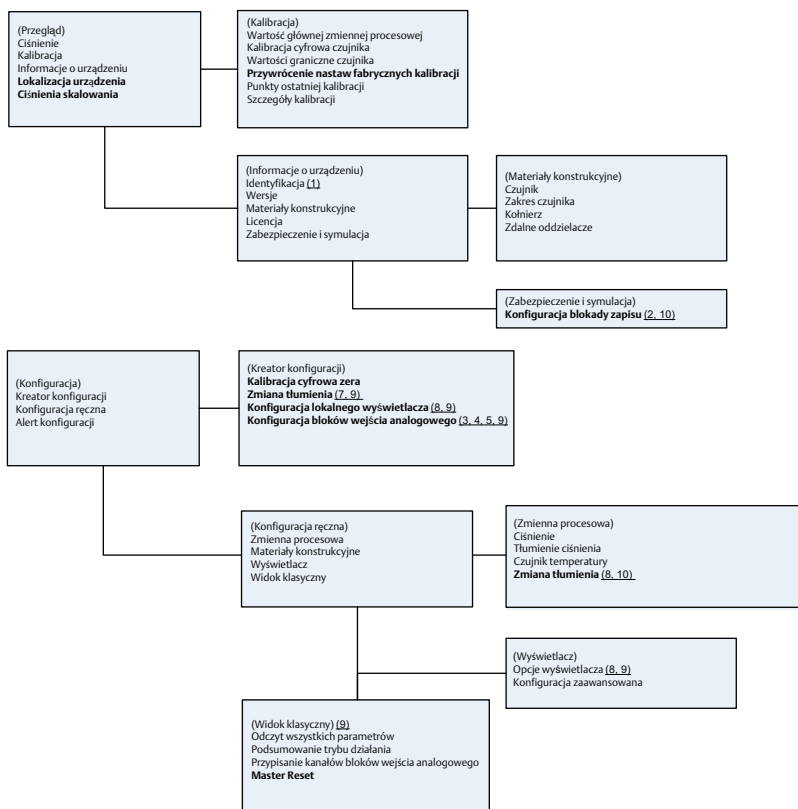 (Przegląd)
Ciśnienie
Kalibracja
Informacje o urządzeniu
Lokalizacja urządzenia
Ciśnienia skalowania
(Kalibracja)
Wartość głównej zmiennej procesowej
Kalibracja cyfrowa czujnika
Wartości graniczne czujnika
Przywrócenie nastaw fabrycznych kalibracji
Punkty ostatniej kalibracji
Szczegóły kalibracji
(Informacje o urządzeniu)
Identyfikacja (1)
Wersje
Materiały konstrukcyjne
Licencja
Zabezpieczenie i symulacja
(Materiały konstrukcyjne)
Czujnik
Zakres czujnika
Kołnierz
Zdalne oddzielacze
(Zabezpieczenie i symulacja)
Konfiguracja blokady zapisu (2, 10)
(Konfiguracja)
Kreator konfiguracji
Konfiguracja ręczna
Alert konfiguracji
(Kreator konfiguracji)
Kalibracja cyfrowa zera
Zmiana tłumienia (7, 9)
Konfiguracja lokalnego wyświetlacza (8, 9)
Konfiguracja bloków wejścia analogowego (3, 4, 5, 9)
(Konfiguracja ręczna)
Zmienna procesowa
Materiały konstrukcyjne
Wyświetlacz
Widok klasyczny
(Zmienna procesowa)
Ciśnienie
Tłumienie ciśnienia
Czujnik temperatury
Zmiana tłumienia (8, 10)
(Wyświetlacz)
Opcje wyświetlacza (8, 9)
Konfiguracja zaawansowana
(Widok klasyczny) (9)
Odczyt wszystkich parametrów
Podsumowanie trybu działania
Przypisanie kanałów bloków wejścia analogowego
Master Reset